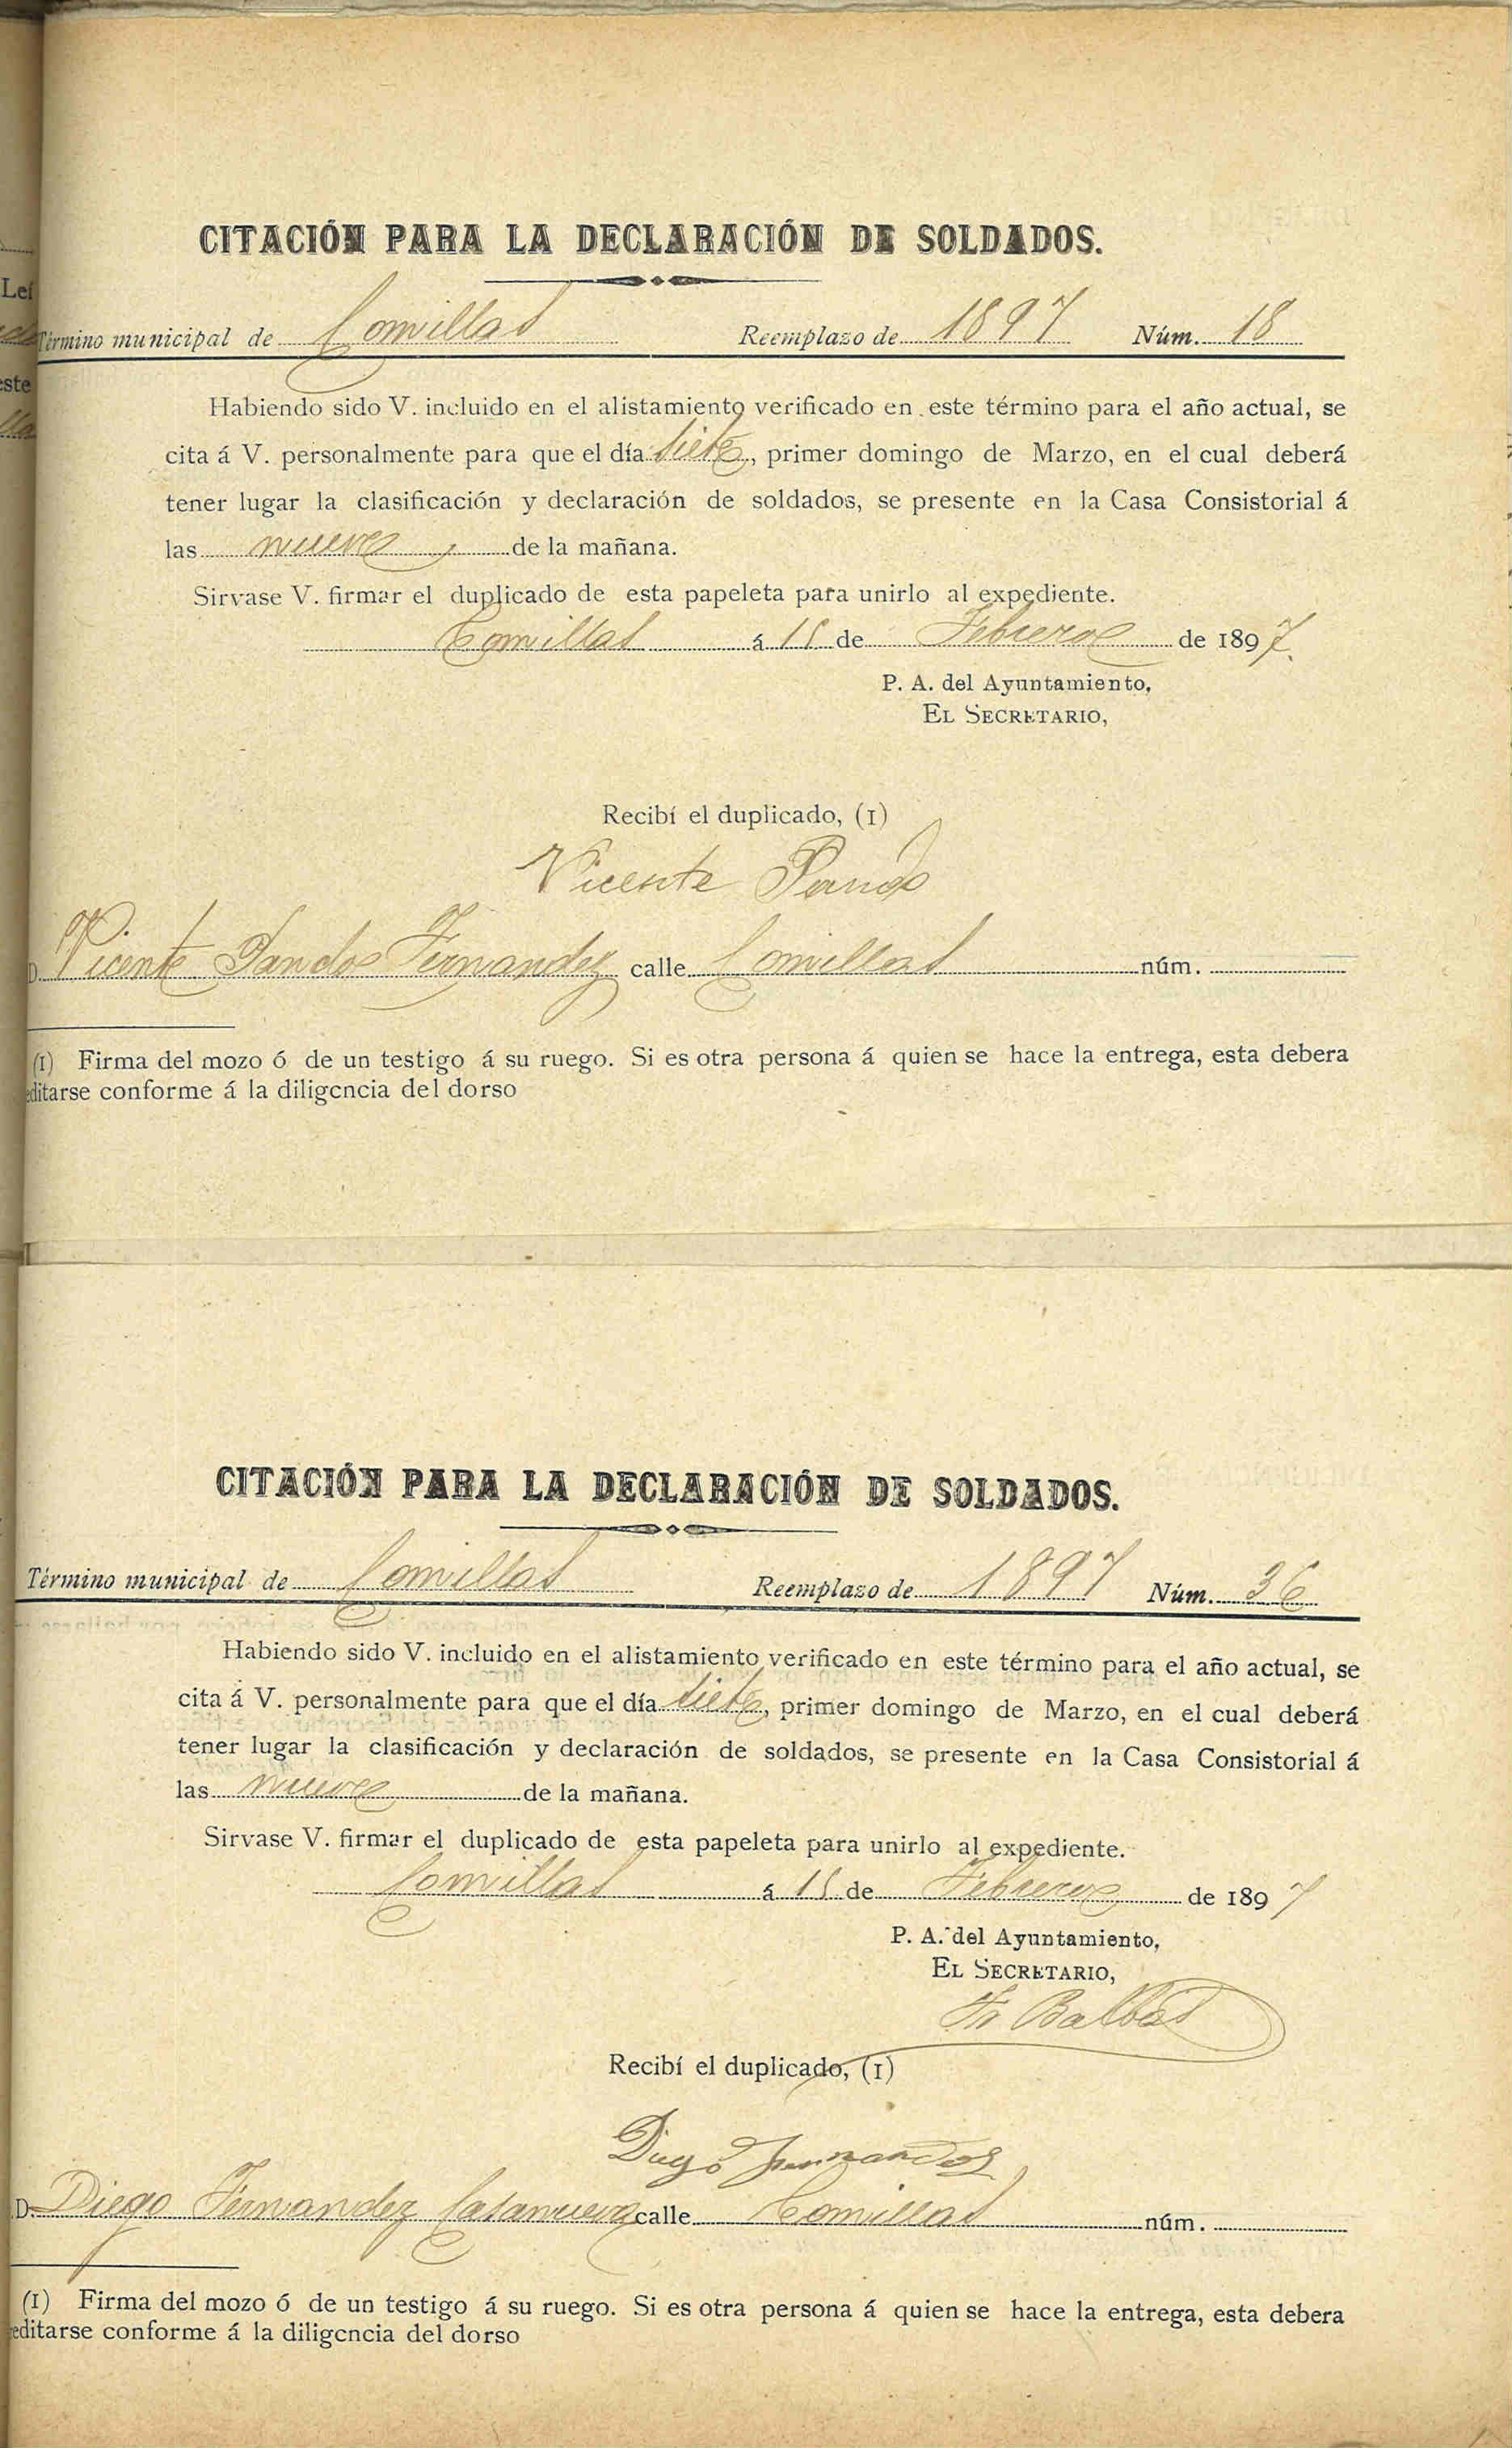 CITACIÓN PARA LA DECLARACIÓN DE SOLDADOS.
Término municipal de Comillas Reemplazo de 1897 Núm. 18
Habiendo sido V. incluido en el alistamiento verificado en este término para el año actual, se
cita á V. personalmente para que el día siete, primer domingo de Marzo, en el cual deberá
tener lugar la clasificación y declaración de soldados, se presente en la Casa Consistorial á
las nueve de la mañana.
Sirvase V. firmar el duplicado de esta papeleta para unirlo al expediente.
Comillas á 15 de Febrero de 1897.
P. A. del Ayuntamiento,
EL SECRETARIO,
Recibí el duplicado, (1)
Vicente Pando
D. Vicente Pando Fernandez calle Comillas núm.
(1) Firma del mozo ó de un testigo á su ruego. Si es otra persona á quien se hace la entrega, esta debera
editarse conforme á la diligencia del dorso
CITACIÓN PARA LA DECLARACIÓN DE SOLDADOS.
Término municipal de Comillas Reemplazo de 1897 Núm. 36
Habiendo sido V. incluido en el alistamiento verificado en este término para el año actual, se
cita á V. personalmente para que el día siete, primer domingo de Marzo, en el cual deberá
tener lugar la clasificación y declaración de soldados, se presente en la Casa Consistorial á
las nueve de la mañana.
Sirvase V. firmar el duplicado de esta papeleta para unirlo al expediente.
Comillas á 15 de Febrero de 1897
P. A. del Ayuntamiento,
EL SECRETARIO,
Balbas
Recibí el duplicado, (1)
Diego Fernandez
D. Diego Fernandez Casanueva calle Comillas núm.
(1) Firma del mozo ó de un testigo á su ruego. Si es otra persona á quien se hace la entrega, esta debera
editarse conforme á la diligencia del dorso